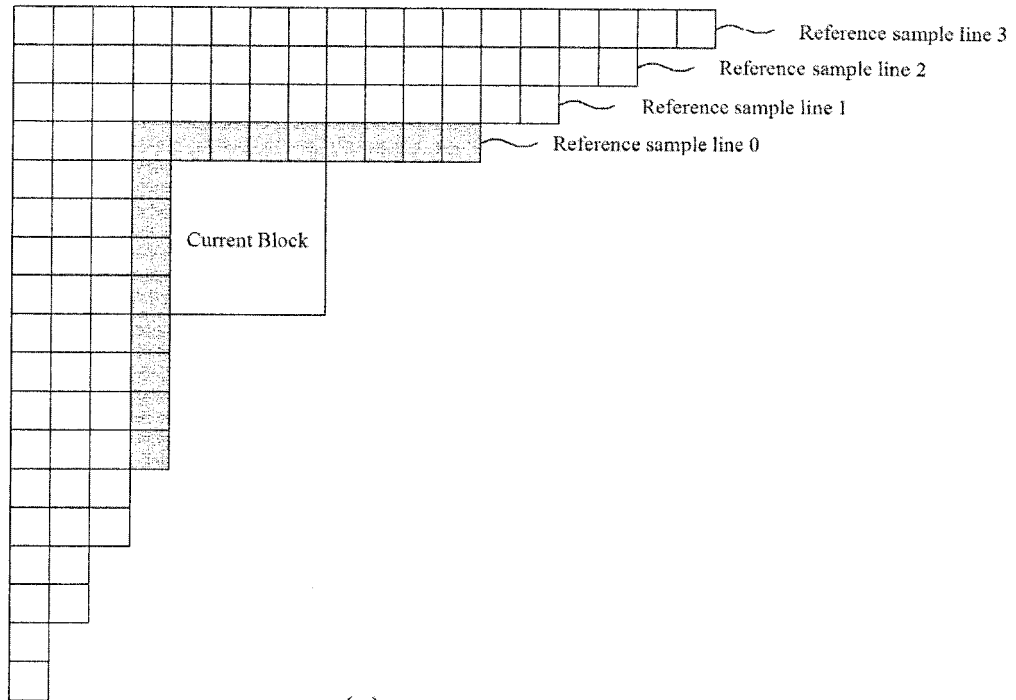 Reference sample line 3
Reference sample line 2
Reference sample line 1
Reference sample line 0
Current Block